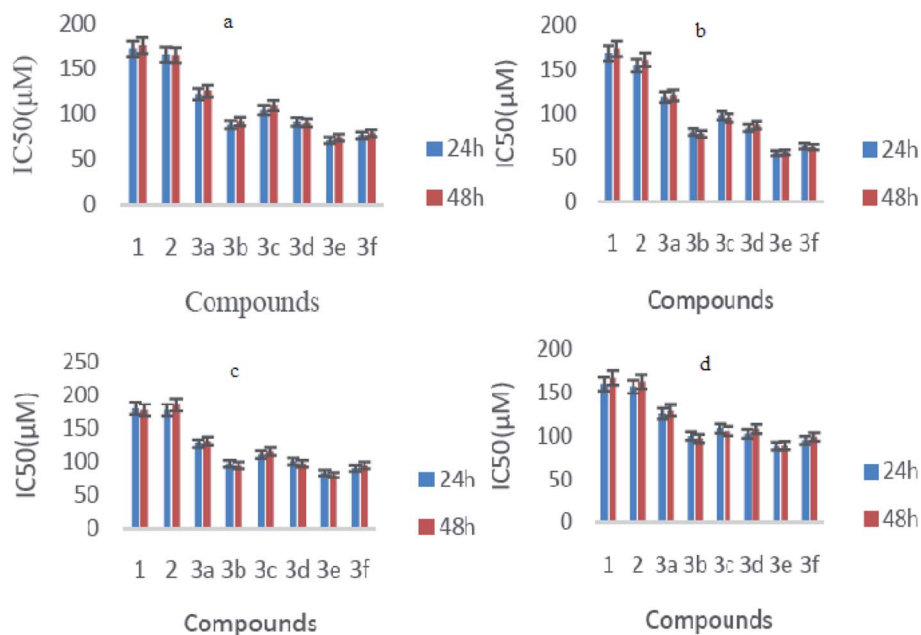 a
200
150
100
50
0
IC50(µM)
1 2 3a 3b 3c 3d 3e 3f
Compounds
24h
48h
b
200
150
100
50
0
IC50(µM)
1 2 3a 3b 3c 3d 3e 3f
Compounds
24h
48h
c
250
200
150
100
50
0
IC50(µM)
1 2 3a 3b 3c 3d 3e 3f
Compounds
24h
48h
d
200
150
100
50
0
IC50(µM)
1 2 3a 3b 3c 3d 3e 3f
Compounds
24h
48h